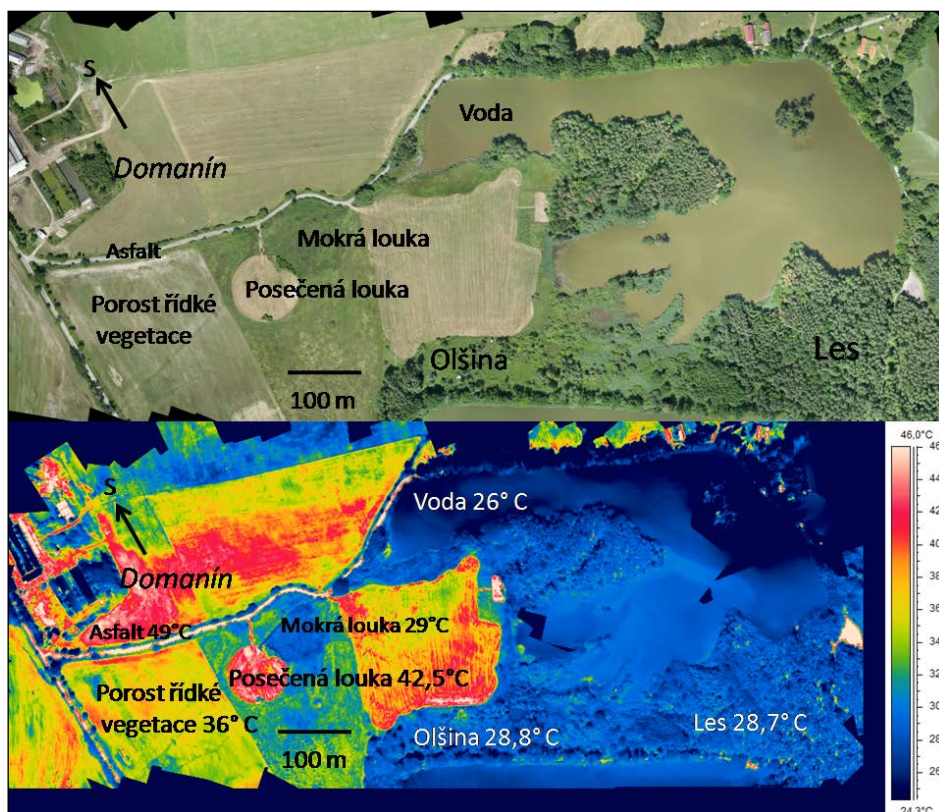 S
Domanín
Voda
Asfalt
Mokrá louka
Posečená louka
Porost řídké
vegetace
Olšina
Les
100 m
46,0°C
S
Voda 26° C
Domanín
Asfalt 49°C
Mokrá louka 29°C
Posečená louka 42,5°C
Porost řídké
vegetace 36° C
100 m
Olšina 28,8° C
Les 28,7° C
46
44
42
40
38
36
34
32
30
28
26
24,3°C